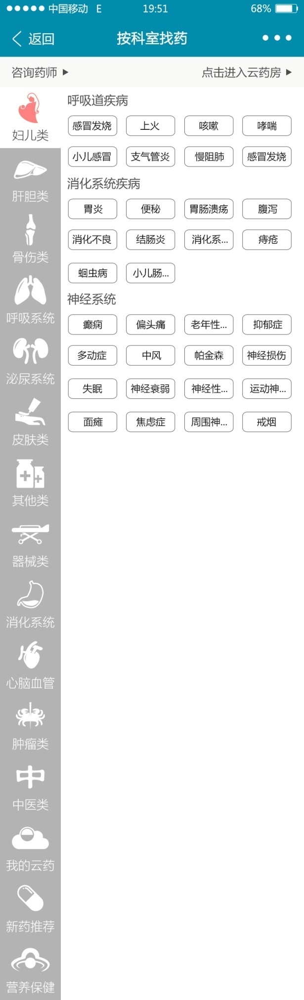 中国移动 E 19:51 68%
返回 按科室找药
咨询药师 点击进入云药房
妇儿类
肝胆类
骨伤类
呼吸系统
泌尿系统
皮肤类
其他类
器械类
消化系统
心脑血管
肿瘤类
中
中医类
我的云药
新药推荐
营养保健
呼吸道疾病
感冒发烧 上火 咳嗽 哮喘
小儿感冒 支气管炎 慢阻肺 感冒发烧
消化系统疾病
胃炎 便秘 胃肠溃疡 腹泻
消化不良 结肠炎 消化系... 痔疮
蛔虫病 小儿肠...
神经系统
癫痫 偏头痛 老年性... 抑郁症
多动症 中风 帕金森 神经损伤
失眠 神经衰弱 神经性... 运动神...
面瘫 焦虑症 周围神... 戒烟